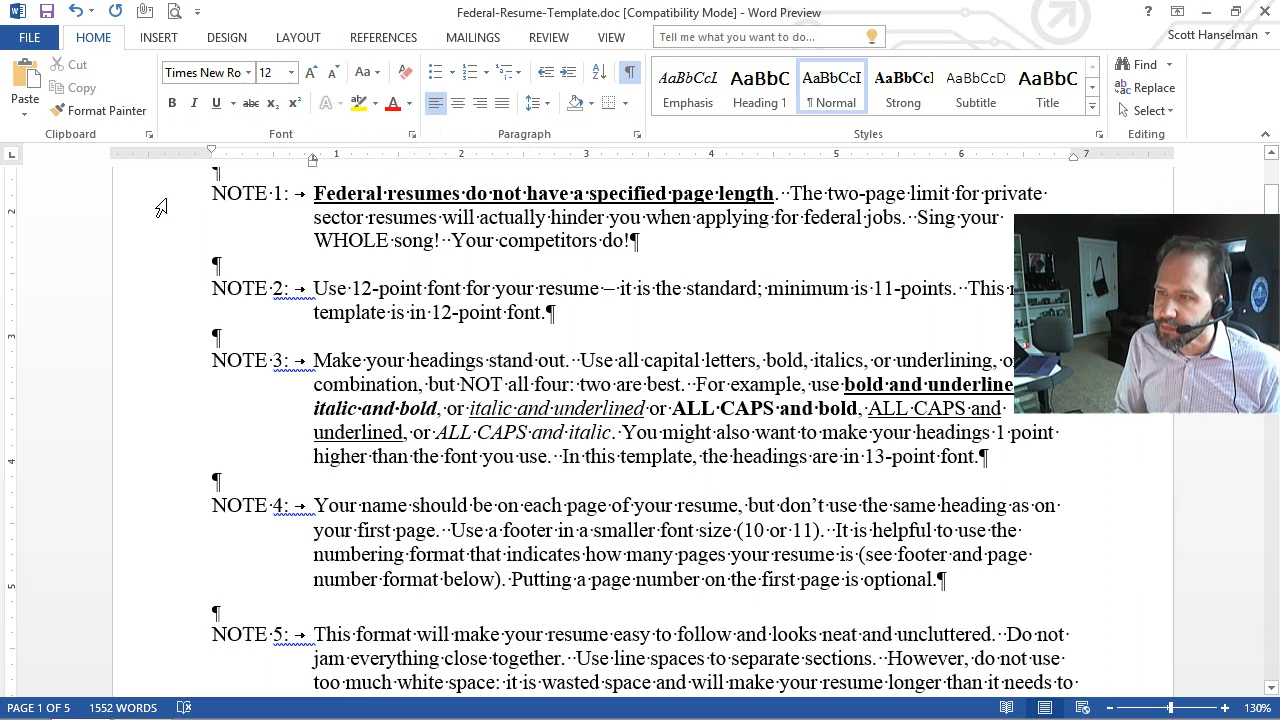 Federal-Resume-Template.doc [Compatibility Mode] - Word Preview
FILE HOME INSERT DESIGN LAYOUT REFERENCES MAILINGS REVIEW VIEW Tell me what you want to do... Scott Hanselman
Paste
Cut
Copy
Format Painter
Clipboard
Times New Ro 12
Font
Paragraph
AaBbCcI AaBbC AaBbCcI AaBbCcl AaBbCcD AaBbC
Emphasis Heading 1 ¶ Normal Strong Subtitle Title
Styles
Find
Replace
Select
Editing
1 2 3 4 5 6 7
NOTE 1: Federal resumes do not have a specified page length. The two-page limit for private
sector resumes will actually hinder you when applying for federal jobs. Sing your
WHOLE song! Your competitors do!¶
¶
NOTE 2: Use 12-point font for your resume – it is the standard; minimum is 11-points. This
template is in 12-point font.¶
¶
NOTE 3: Make your headings stand out. Use all capital letters, bold, italics, or underlining,
combination, but NOT all four: two are best. For example, use bold and underline
italic and bold, or italic and underlined or ALL CAPS and bold, ALL CAPS and
underlined, or ALL CAPS and italic. You might also want to make your headings 1 point
higher than the font you use. In this template, the headings are in 13-point font.¶
¶
NOTE 4: Your name should be on each page of your resume, but don’t use the same heading as on
your first page. Use a footer in a smaller font size (10 or 11). It is helpful to use the
numbering format that indicates how many pages your resume is (see footer and page
number format below). Putting a page number on the first page is optional.¶
¶
NOTE 5: This format will make your resume easy to follow and looks neat and uncluttered. Do not
jam everything close together. Use line spaces to separate sections. However, do not use
too much white space: it is wasted space and will make your resume longer than it needs to
PAGE 1 OF 5 1552 WORDS 130%